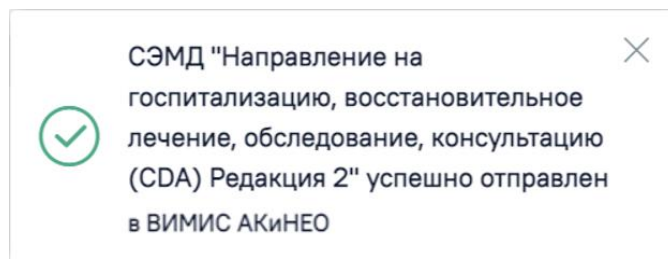 СЭМД "Направление на
госпитализацию, восстановительное
лечение, обследование, консультацию
(CDA) Редакция 2" успешно отправлен
в ВИМИС АКиНЕО